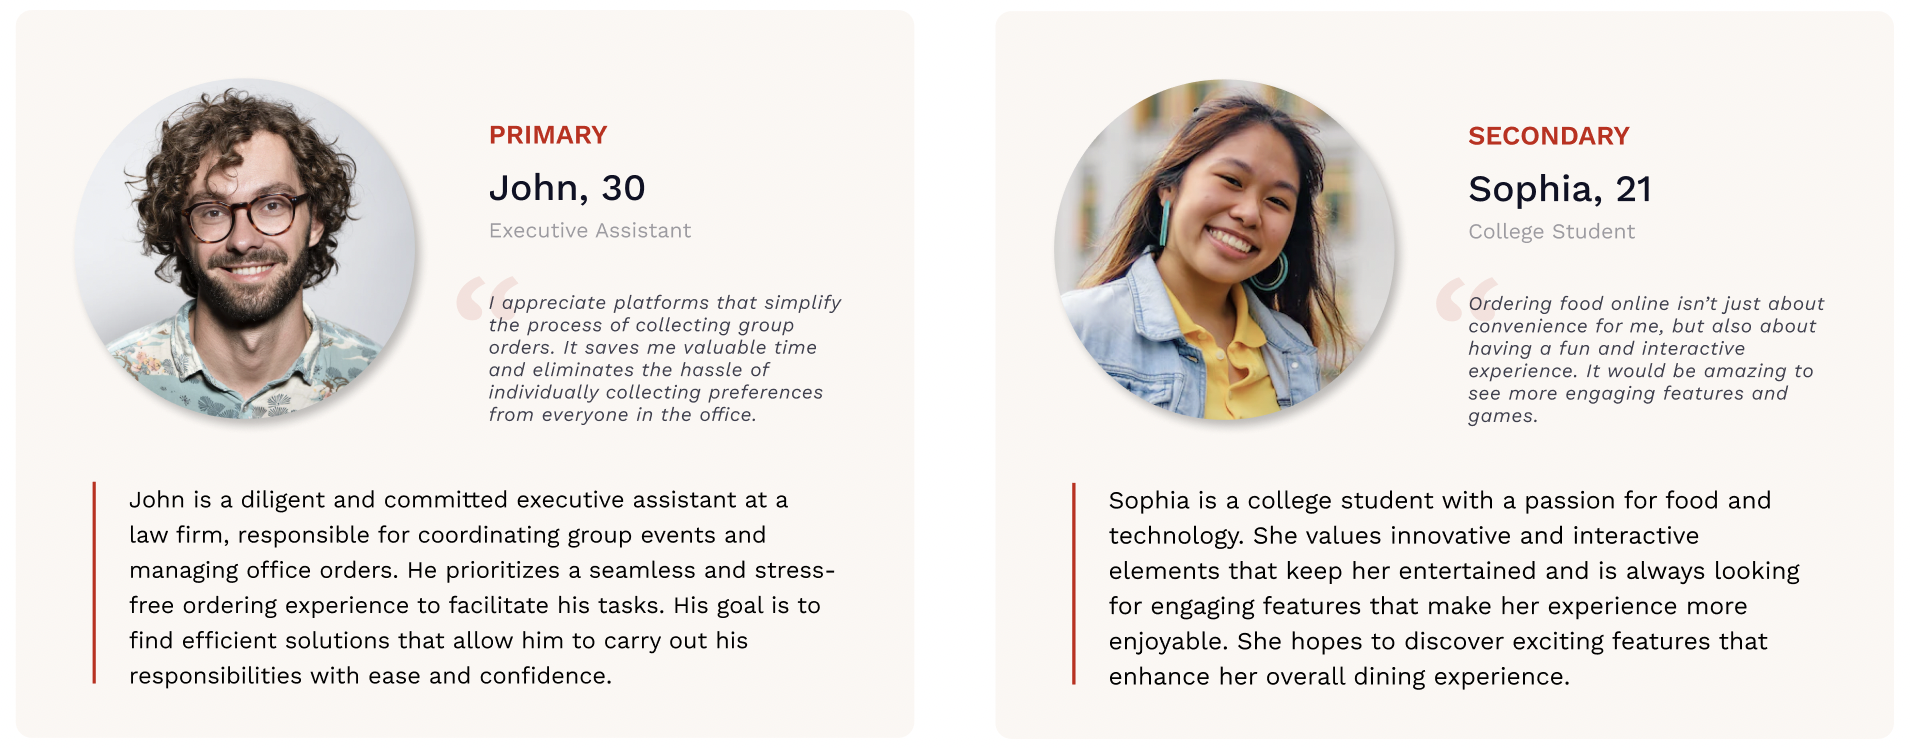 PRIMARY
John, 30
Executive Assistant
“
I appreciate platforms that simplify
the process of collecting group
orders. It saves me valuable time
and eliminates the hassle of
individually collecting preferences
from everyone in the office.
John is a diligent and committed executive assistant at a
law firm, responsible for coordinating group events and
managing office orders. He prioritizes a seamless and stress-
free ordering experience to facilitate his tasks. His goal is to
find efficient solutions that allow him to carry out his
responsibilities with ease and confidence.
SECONDARY
Sophia, 21
College Student
“
Ordering food online isn’t just about
convenience for me, but also about
having a fun and interactive
experience. It would be amazing to
see more engaging features and
games.
Sophia is a college student with a passion for food and
technology. She values innovative and interactive
elements that keep her entertained and is always looking
for engaging features that make her experience more
enjoyable. She hopes to discover exciting features that
enhance her overall dining experience.